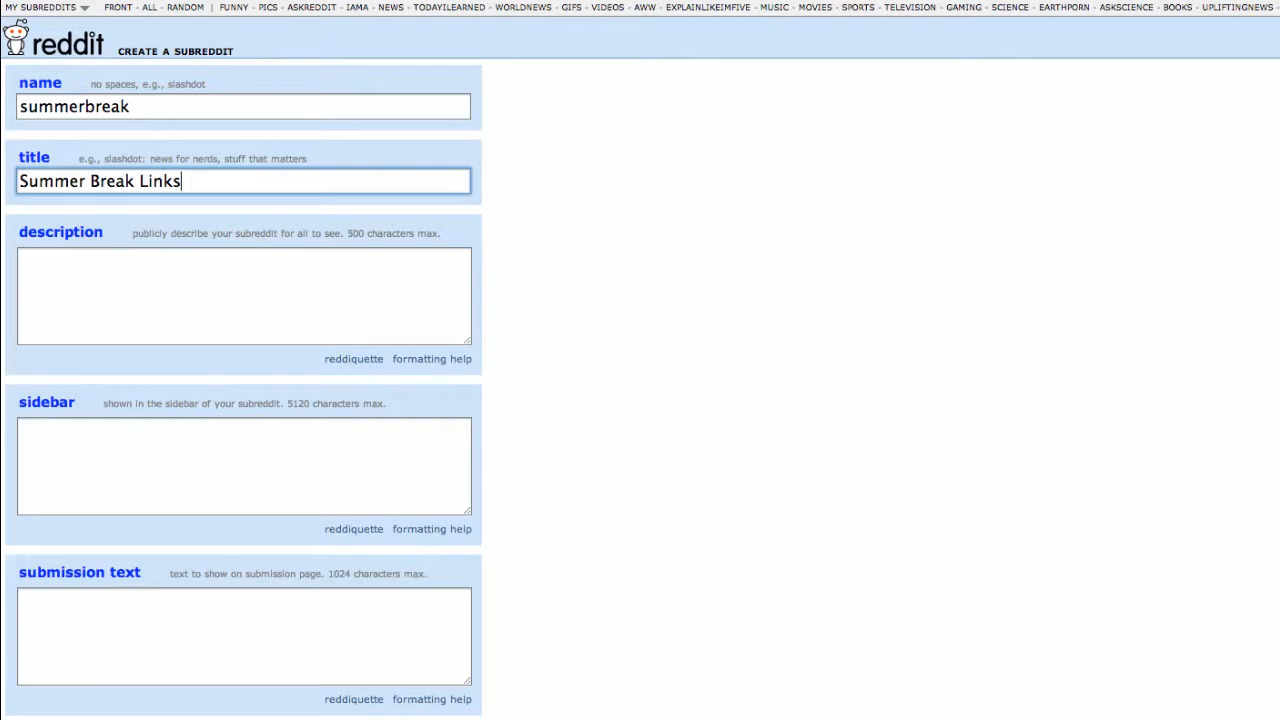 MY SUBREDDITS FRONT - ALL - RANDOM | FUNNY - PICS - ASKREDDIT - IAMA - NEWS - TODAYILEARNED - WORLDNEWS - GIFS - VIDEOS - AWW - EXPLAINLIKEIMFIVE - MUSIC - MOVIES - SPORTS - TELEVISION - GAMING - SCIENCE - EARTHPORN - ASKSCIENCE - BOOKS - UPLIFTINGNEWS -
reddit CREATE A SUBREDDIT
name no spaces, e.g., slashdot
summerbreak
title e.g., slashdot: news for nerds, stuff that matters
Summer Break Links
description publicly describe your subreddit for all to see. 500 characters max.
reddiquette formatting help
sidebar shown in the sidebar of your subreddit. 5120 characters max.
reddiquette formatting help
submission text text to show on submission page. 1024 characters max.
reddiquette formatting help